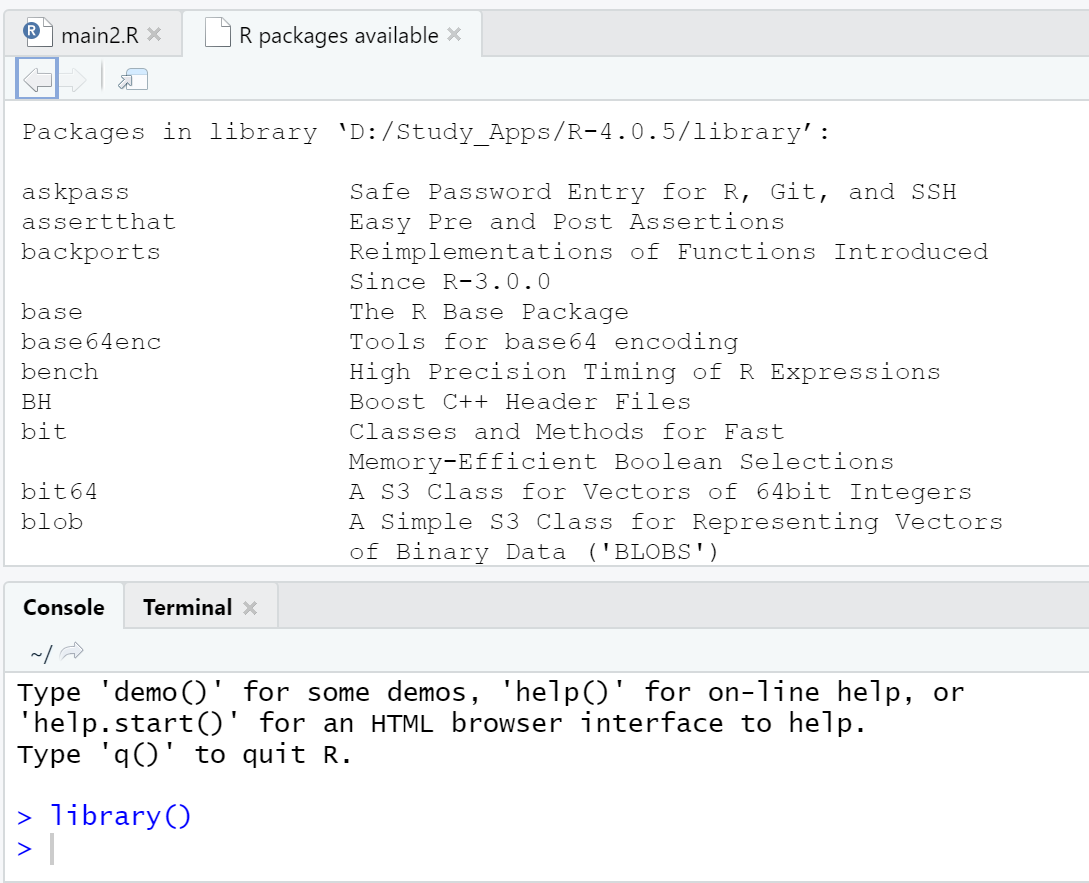 main2.R R packages available
Packages in library ‘D:/Study_Apps/R-4.0.5/library’:
askpass Safe Password Entry for R, Git, and SSH
assertthat Easy Pre and Post Assertions
backports Reimplementations of Functions Introduced
Since R-3.0.0
base The R Base Package
base64enc Tools for base64 encoding
bench High Precision Timing of R Expressions
BH Boost C++ Header Files
bit Classes and Methods for Fast
Memory-Efficient Boolean Selections
bit64 A S3 Class for Vectors of 64bit Integers
blob A Simple S3 Class for Representing Vectors
of Binary Data ('BLOBS')
Console Terminal
~/
Type 'demo()' for some demos, 'help()' for on-line help, or
'help.start()' for an HTML browser interface to help.
Type 'q()' to quit R.
> library()
>